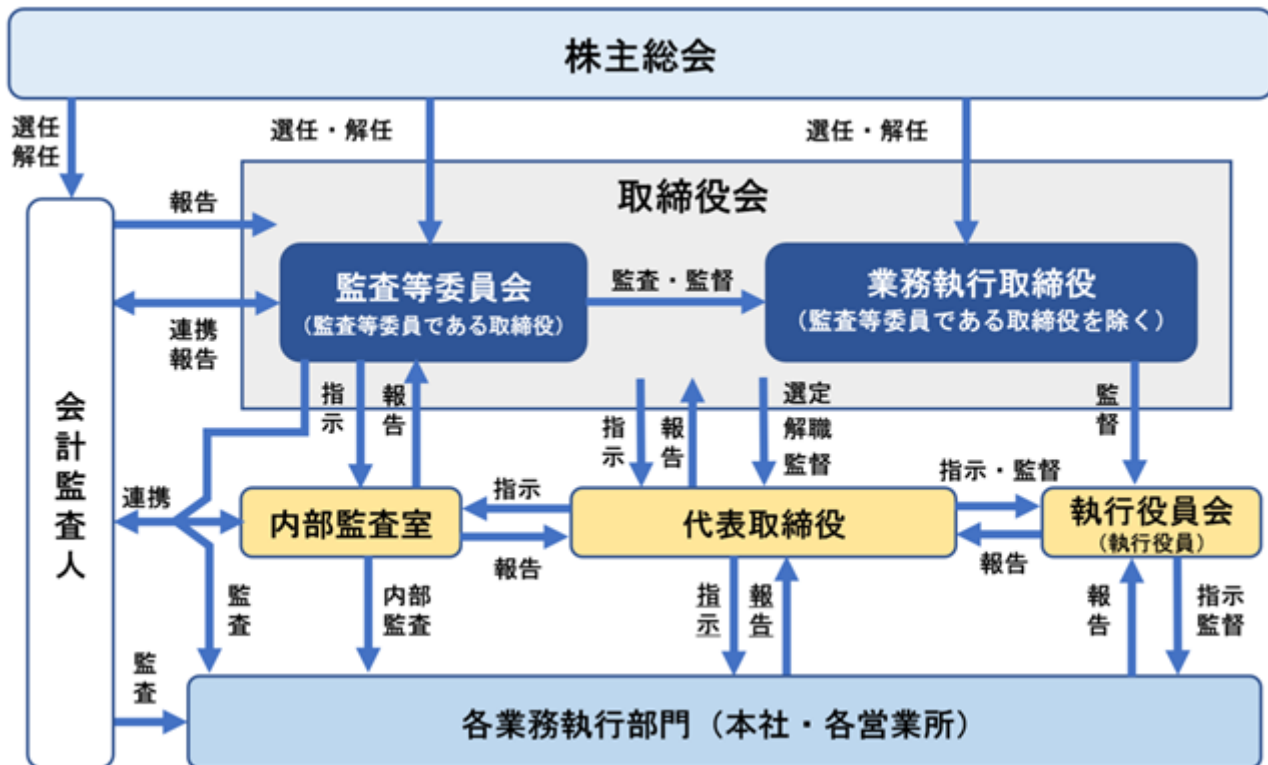 株主総会
選任
解任
選任・解任
選任・解任
取締役会
報告
監査等委員会
（監査等委員である取締役）
監査・監督
業務執行取締役
（監査等委員である取締役を除く）
連携
報告
会計監査人
指示
報告
指示
報告
選定
解職
監督
監督
連携
内部監査室
指示
報告
代表取締役
指示・監督
報告
執行役員会
（執行役員）
監査
内部
監査
指示
報告
報告
指示
監督
監査
各業務執行部門（本社・各営業所）